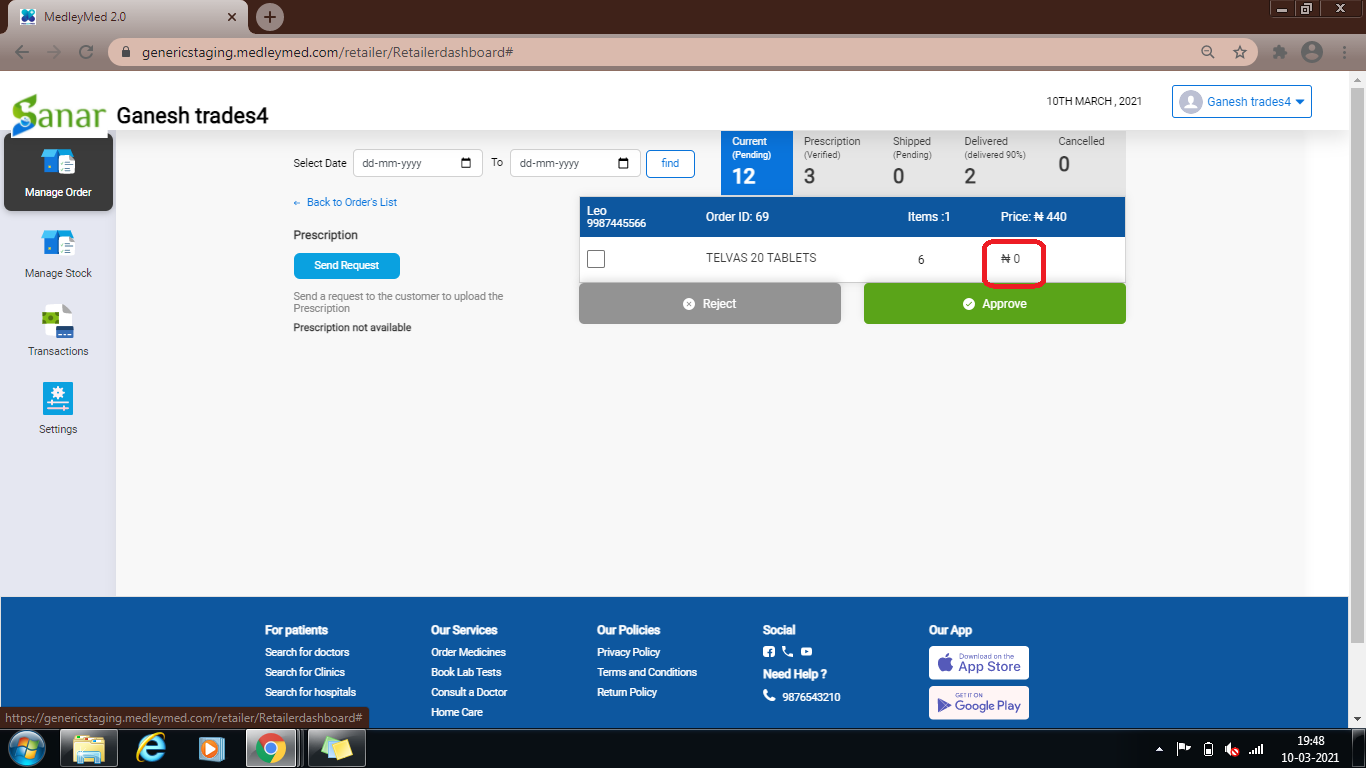 MedleyMed 2.0
genericstaging.medleymed.com/retailer/Retailerdashboard#
Sanar
Ganesh trades4
10TH MARCH , 2021
Ganesh trades4
Manage Order
Manage Stock
Transactions
Settings
Select Date
dd-mm-yyyy
To
dd-mm-yyyy
find
Current
(Pending)
12
Prescription
(Verified)
3
Shipped
(Pending)
0
Delivered
(delivered 90%)
2
Cancelled
0
← Back to Order's List
Prescription
Send Request
Send a request to the customer to upload the
Prescription
Prescription not available
Leo
9987445566
Order ID: 69
Items :1
Price: ₦ 440
TELVAS 20 TABLETS
6
₦ 0
Reject
Approve
For patients
Search for doctors
Search for Clinics
Search for hospitals
Our Services
Order Medicines
Book Lab Tests
Consult a Doctor
Home Care
Our Policies
Privacy Policy
Terms and Conditions
Return Policy
Social
Need Help ?
9876543210
Our App
Download on the
App Store
GET IT ON
Google Play
https://genericstaging.medleymed.com/retailer/Retailerdashboard#
19:48
10-03-2021